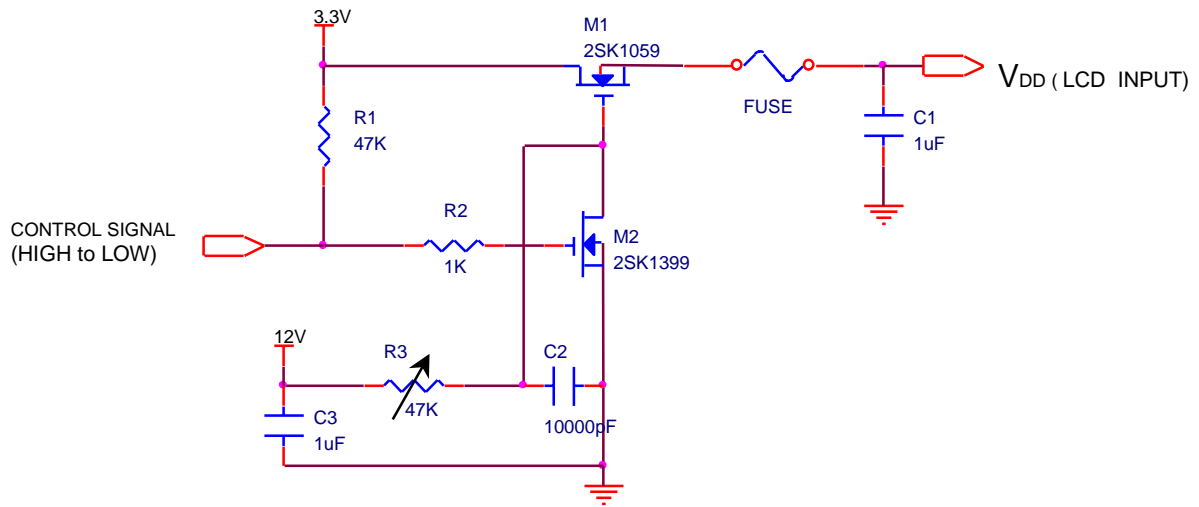 3.3V
M1
2SK1059
FUSE
VDD ( LCD INPUT)
R1
47K
C1
1uF
CONTROL SIGNAL
(HIGH to LOW)
R2
1K
M2
2SK1399
12V
R3
47K
C2
10000pF
C3
1uF